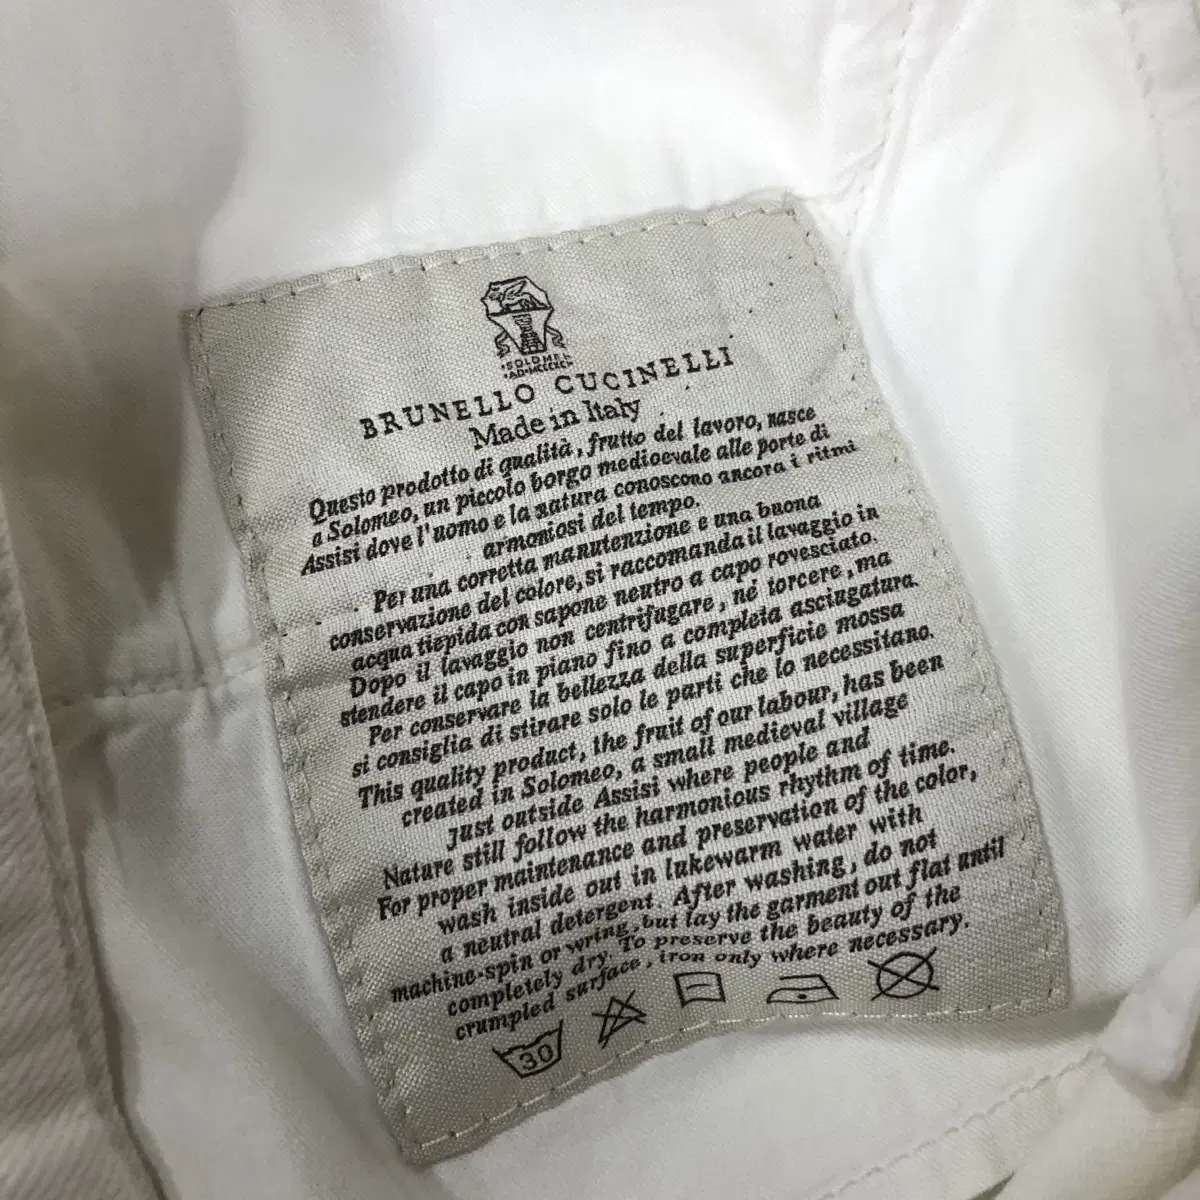 SOLOMEI
BRUNELLO CUCINELLI
Made in Italy
Questo prodotto di qualità, frutto del lavoro, nasce
a Solomeo, un piccolo borgo medioevale alle porte di
Assisi dove l'uomo e la natura conoscono ancora i ritmi
armoniosi del tempo.
Per una corretta manutenzione e una buona
conservazione del colore, si raccomanda il lavaggio in
acqua tiepida con sapone neutro a capo rovesciato.
Dopo il lavaggio non centrifugare, né torcere, ma
stendere il capo in piano fino a completa asciugatura.
Per conservare la bellezza della superficie mossa
si consiglia di stirare solo le parti che lo necessitano.
This quality product, the fruit of our labour, has been
created in Solomeo, a small medieval village
just outside Assisi where people and
Nature still follow the harmonious rhythm of time.
For proper maintenance and preservation of the color,
wash inside out in lukewarm water with
a neutral detergent. After washing, do not
machine-spin or wring, but lay the garment out flat until
completely dry. To preserve the beauty of the
crumpled surface, iron only where necessary.
30